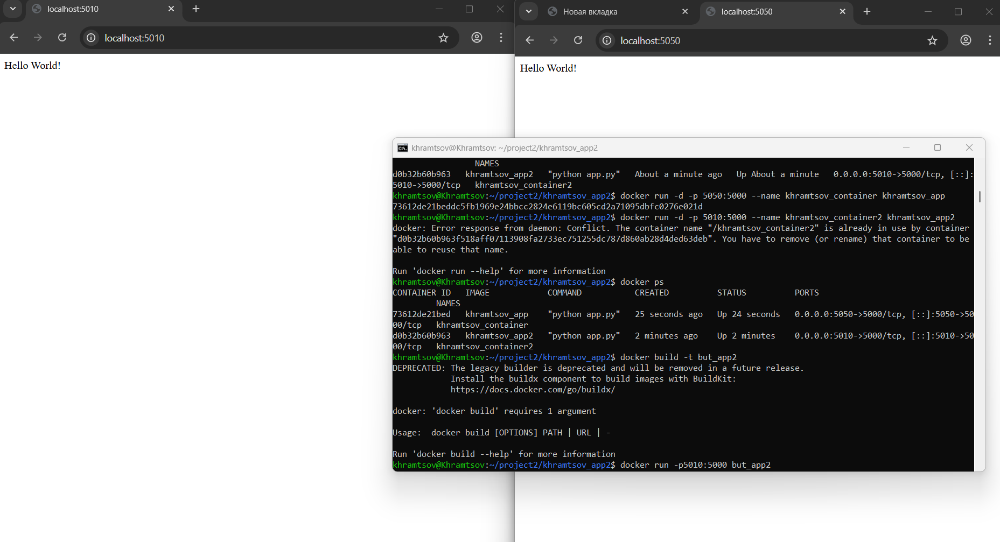 localhost:5010
localhost:5010
Hello World!
Новая вкладка
localhost:5050
localhost:5050
Hello World!
khramtsov@Khramtsov: ~/project2/khramtsov_app2
NAMES
d0b32b60b963   khramtsov_app2   "python app.py"   About a minute ago   Up About a minute   0.0.0.0:5010->5000/tcp, [::]:
5010->5000/tcp   khramtsov_container2
khramtsov@Khramtsov:~/project2/khramtsov_app2$ docker run -d -p 5050:5000 --name khramtsov_container khramtsov_app
73612de21beddc5fb1969e24bbcc2824e6119bc605cd2a71095dbfc0276e021d
khramtsov@Khramtsov:~/project2/khramtsov_app2$ docker run -d -p 5010:5000 --name khramtsov_container2 khramtsov_app2
docker: Error response from daemon: Conflict. The container name "/khramtsov_container2" is already in use by container
"d0b32b60b963f518aff07113908fa2733ec751255dc787d860ab28d4ded63deb". You have to remove (or rename) that container to be
able to reuse that name.
Run 'docker run --help' for more information
khramtsov@Khramtsov:~/project2/khramtsov_app2$ docker ps
CONTAINER ID   IMAGE            COMMAND           CREATED          STATUS          PORTS
NAMES
73612de21bed   khramtsov_app    "python app.py"   25 seconds ago   Up 24 seconds   0.0.0.0:5050->5000/tcp, [::]:5050->50
00/tcp   khramtsov_container
d0b32b60b963   khramtsov_app2   "python app.py"   2 minutes ago    Up 2 minutes    0.0.0.0:5010->5000/tcp, [::]:5010->50
00/tcp   khramtsov_container2
khramtsov@Khramtsov:~/project2/khramtsov_app2$ docker build -t but_app2
DEPRECATED: The legacy builder is deprecated and will be removed in a future release.
Install the buildx component to build images with BuildKit:
https://docs.docker.com/go/buildx/
docker: 'docker build' requires 1 argument
Usage:  docker build [OPTIONS] PATH | URL | -
Run 'docker build --help' for more information
khramtsov@Khramtsov:~/project2/khramtsov_app2$ docker run -p5010:5000 but_app2